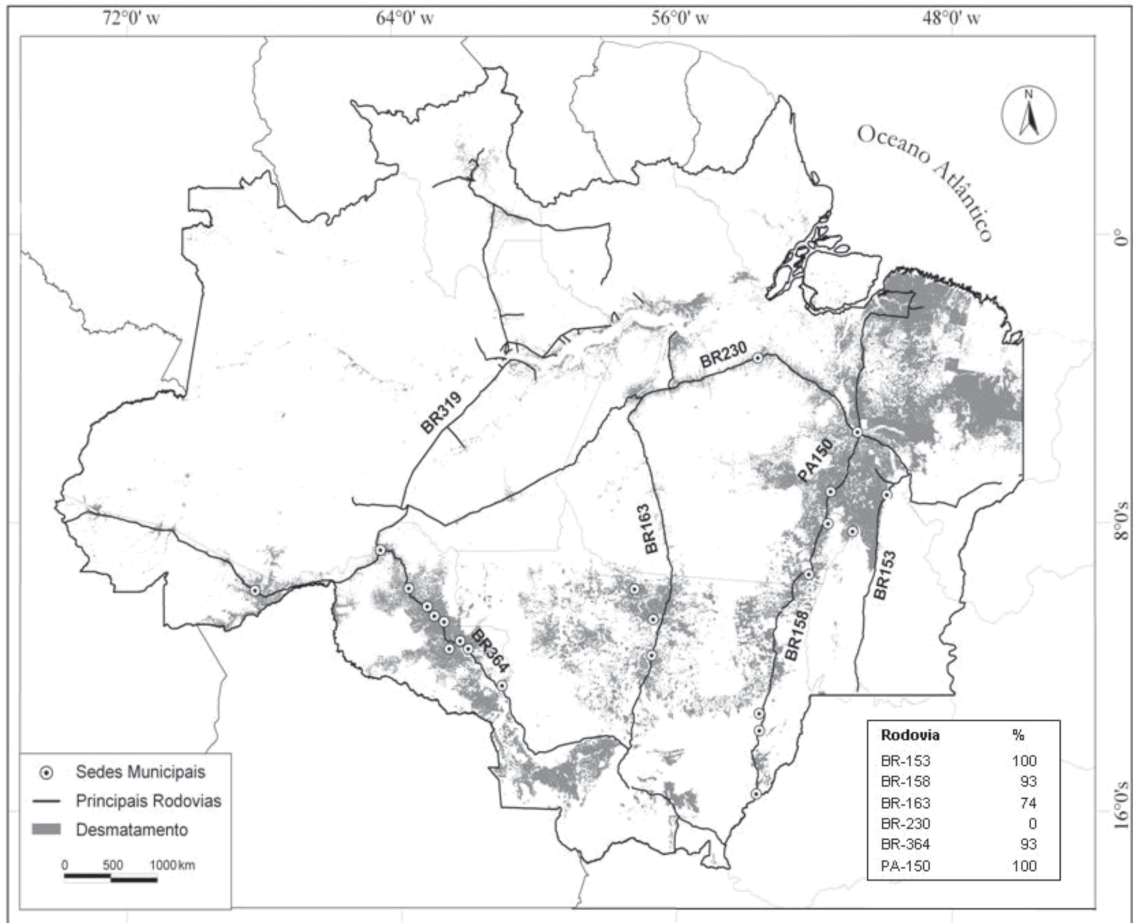 72°0' w 64°0' w 56°0' w 48°0' w
N
Oceano Atlântico
0°
BR230
BR319
PA150
8°0's
BR163
BR153
BR158
BR364
16°0's
Sedes Municipais
Principais Rodovias
Desmatamento
0 500 1000 km
Rodovia %
BR-153 100
BR-158 93
BR-163 74
BR-230 0
BR-364 93
PA-150 100